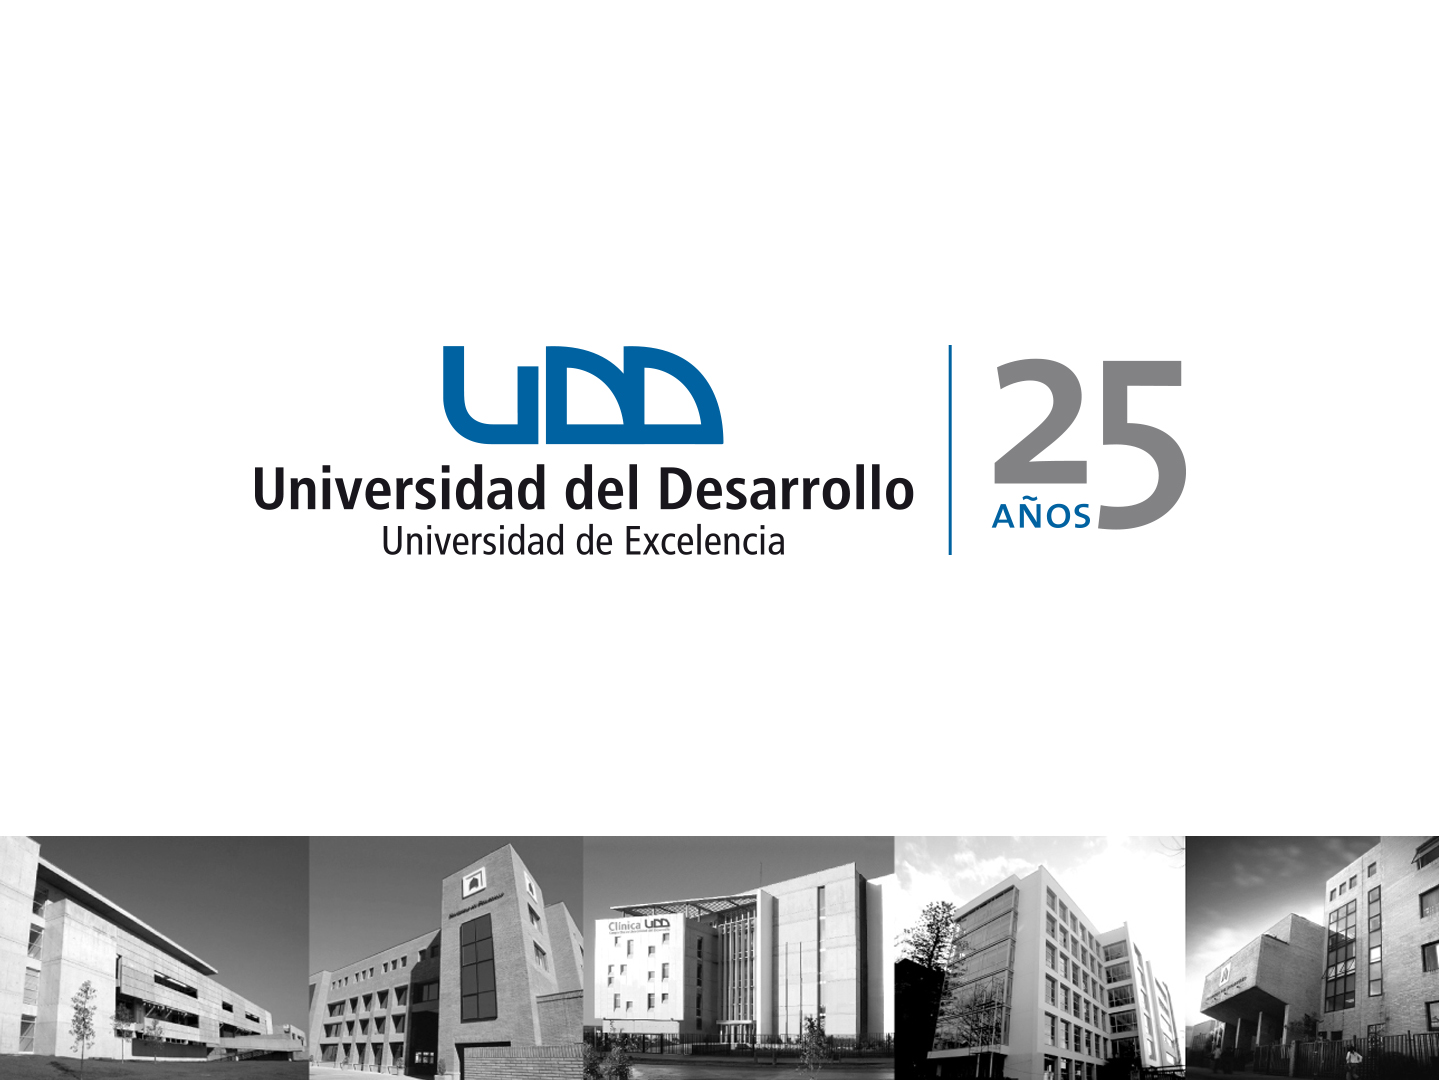 UDD
Universidad del Desarrollo
Universidad de Excelencia
25
AÑOS
Clínica UDD